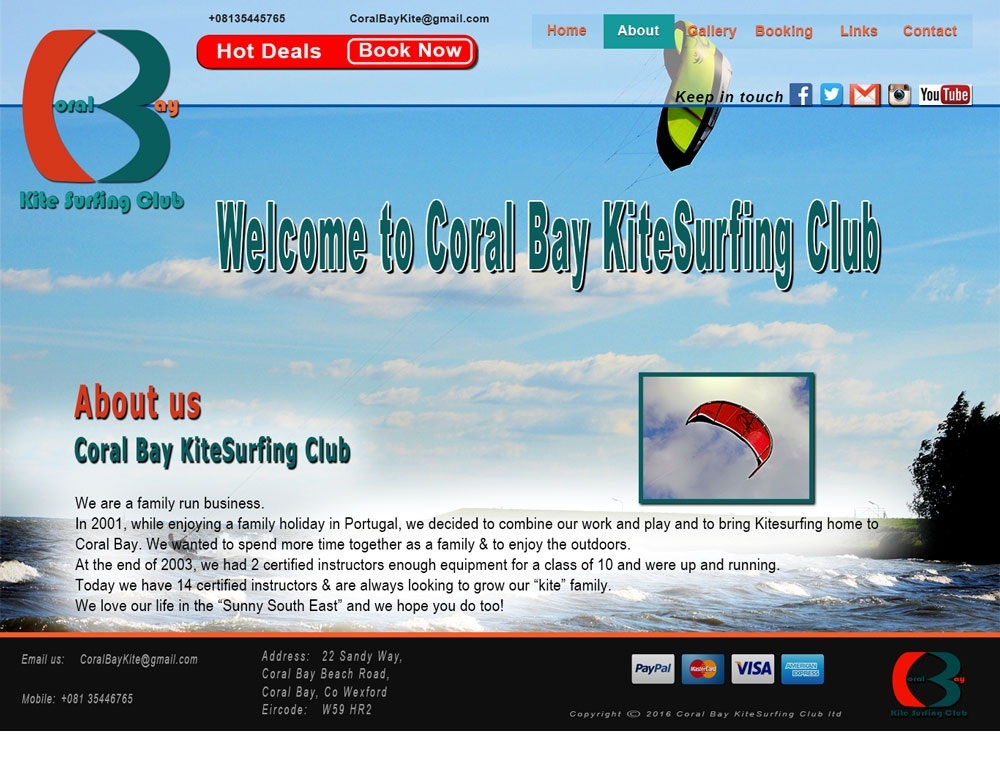 +08135445765
CoralBayKite@gmail.com
Home
About
Gallery
Booking
Links
Contact
Hot Deals
Book Now
Keep in touch
You Tube
Coral Bay
Kite Surfing Club
Welcome to Coral Bay KiteSurfing Club
About us
Coral Bay KiteSurfing Club
We are a family run business.
In 2001, while enjoying a family holiday in Portugal, we decided to combine our work and play and to bring Kitesurfing home to
Coral Bay. We wanted to spend more time together as a family & to enjoy the outdoors.
At the end of 2003, we had 2 certified instructors enough equipment for a class of 10 and were up and running.
Today we have 14 certified instructors & are always looking to grow our “kite” family.
We love our life in the “Sunny South East” and we hope you do too!
Email us: CoralBayKite@gmail.com
Mobile: +081 35446765
Address: 22 Sandy Way,
Coral Bay Beach Road,
Coral Bay, Co Wexford
Eircode: W59 HR2
PayPal
MasterCard
VISA
AMERICAN EXPRESS
Copyright © 2016 Coral Bay KiteSurfing Club ltd
Coral Bay
Kite Surfing Club